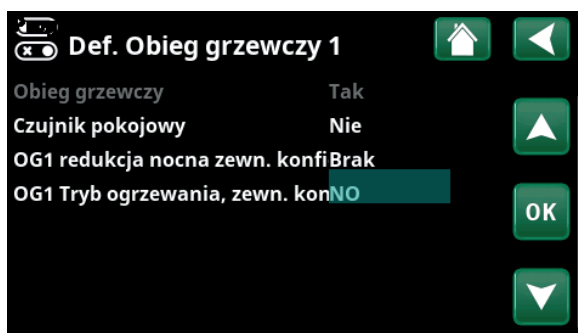 Def. Obieg grzewczy 1
Obieg grzewczy Tak
Czujnik pokojowy Nie
OG1 redukcja nocna zewn. konfi Brak
OG1 Tryb ogrzewania, zewn. kon NO
OK